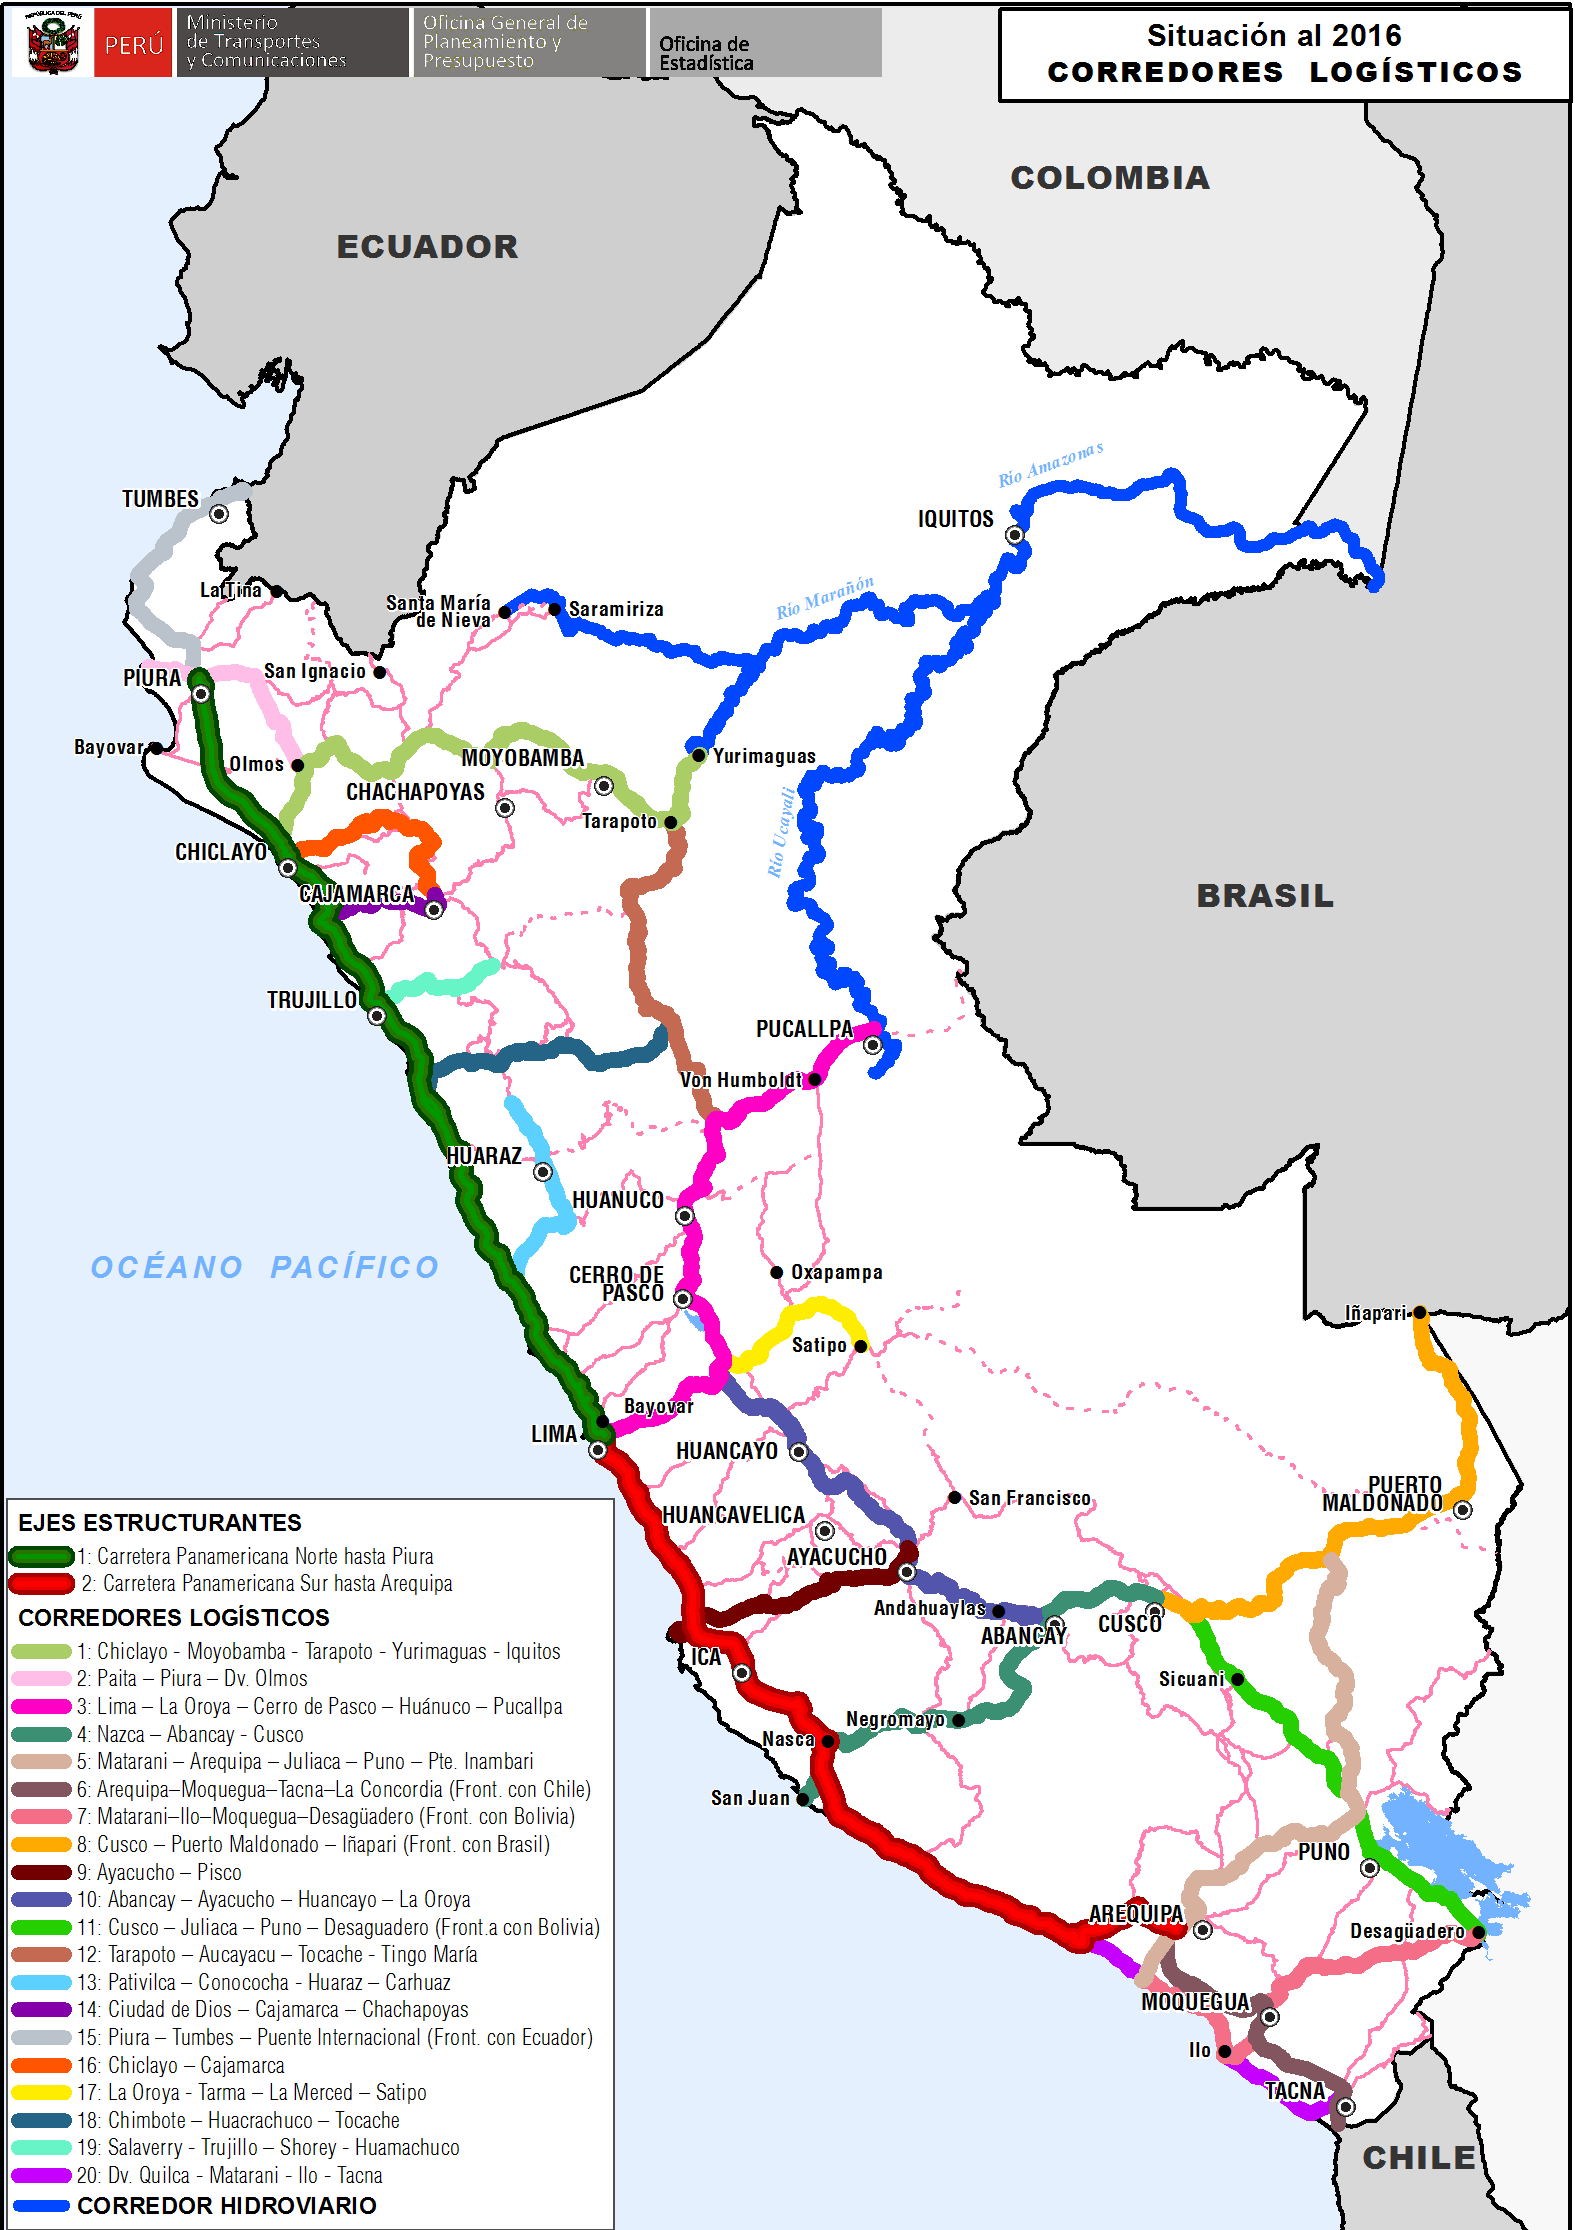 REPÚBLICA DEL PERÚ
PERÚ
Ministerio
de Transportes
y Comunicaciones
Oficina General de
Planeamiento y
Presupuesto
Oficina de
Estadística
Situación al 2016
CORREDORES LOGÍSTICOS
COLOMBIA
ECUADOR
Río Amazonas
TUMBES
IQUITOS
La Tina
Santa María
de Nieva
Saramiriza
Río Marañón
San Ignacio
PIURA
Bayovar
Olmos
MOYOBAMBA
Yurimaguas
CHACHAPOYAS
Tarapoto
Río Ucayali
CHICLAYO
CAJAMARCA
BRASIL
TRUJILLO
PUCALLPA
Von Humboldt
HUARAZ
HUANUCO
OCÉANO PACÍFICO
CERRO DE
PASCO
Oxapampa
Iñapari
Satipo
Bayovar
LIMA
HUANCAYO
PUERTO
MALDONADO
San Francisco
HUANCAVELICA
AYACUCHO
Andahuaylas
ABANCAY
CUSCO
ICA
Sicuani
Negromayo
Nasca
San Juan
PUNO
AREQUIPA
Desagüadero
MOQUEGUA
Ilo
TACNA
CHILE
EJES ESTRUCTURANTES
1: Carretera Panamericana Norte hasta Piura
2: Carretera Panamericana Sur hasta Arequipa
CORREDORES LOGÍSTICOS
1: Chiclayo - Moyobamba - Tarapoto - Yurimaguas - Iquitos
2: Paita – Piura – Dv. Olmos
3: Lima – La Oroya – Cerro de Pasco – Huánuco – Pucallpa
4: Nazca – Abancay - Cusco
5: Matarani – Arequipa – Juliaca – Puno – Pte. Inambari
6: Arequipa–Moquegua–Tacna–La Concordia (Front. con Chile)
7: Matarani–Ilo–Moquegua–Desagüadero (Front. con Bolivia)
8: Cusco – Puerto Maldonado – Iñapari (Front. con Brasil)
9: Ayacucho – Pisco
10: Abancay – Ayacucho – Huancayo – La Oroya
11: Cusco – Juliaca – Puno – Desaguadero (Front.a con Bolivia)
12: Tarapoto – Aucayacu – Tocache - Tingo María
13: Pativilca – Conococha - Huaraz – Carhuaz
14: Ciudad de Dios – Cajamarca – Chachapoyas
15: Piura – Tumbes – Puente Internacional (Front. con Ecuador)
16: Chiclayo – Cajamarca
17: La Oroya - Tarma – La Merced – Satipo
18: Chimbote – Huacrachuco – Tocache
19: Salaverry - Trujillo – Shorey - Huamachuco
20: Dv. Quilca - Matarani - Ilo - Tacna
CORREDOR HIDROVIARIO